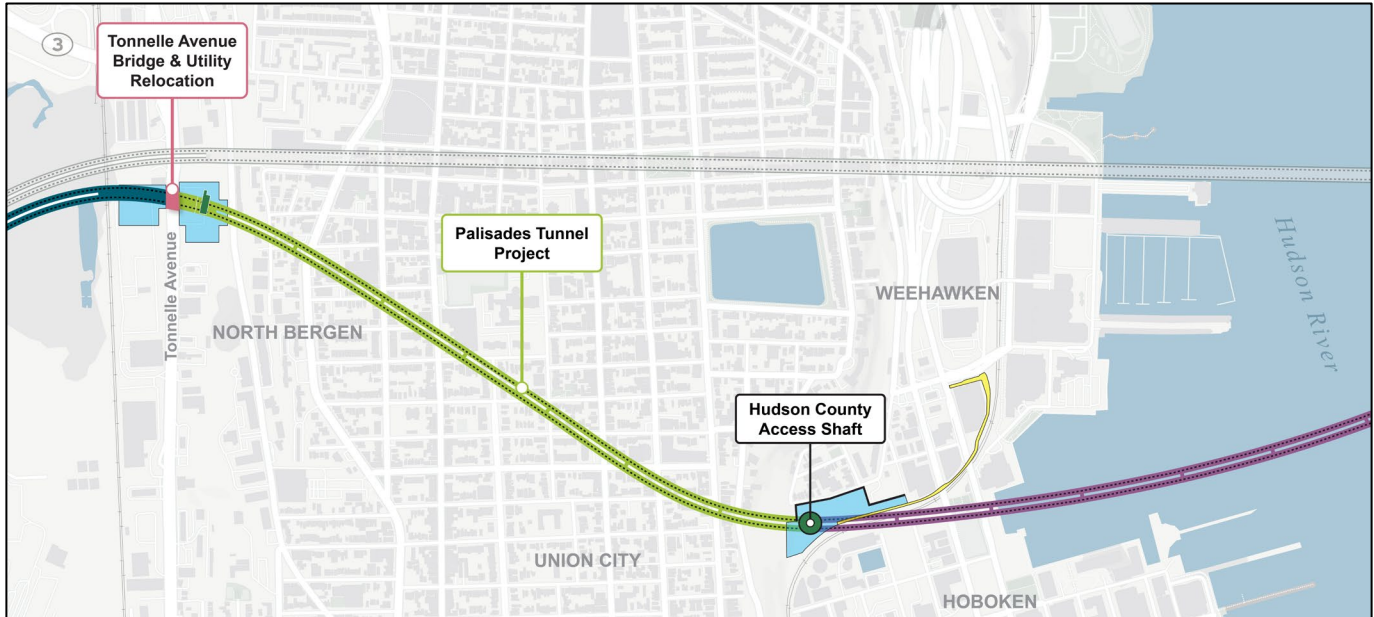 3
Tonnelle Avenue
Bridge & Utility
Relocation
Palisades Tunnel
Project
Tonnelle Avenue
NORTH BERGEN
WEEHAWKEN
Hudson River
Hudson County
Access Shaft
UNION CITY
HOBOKEN